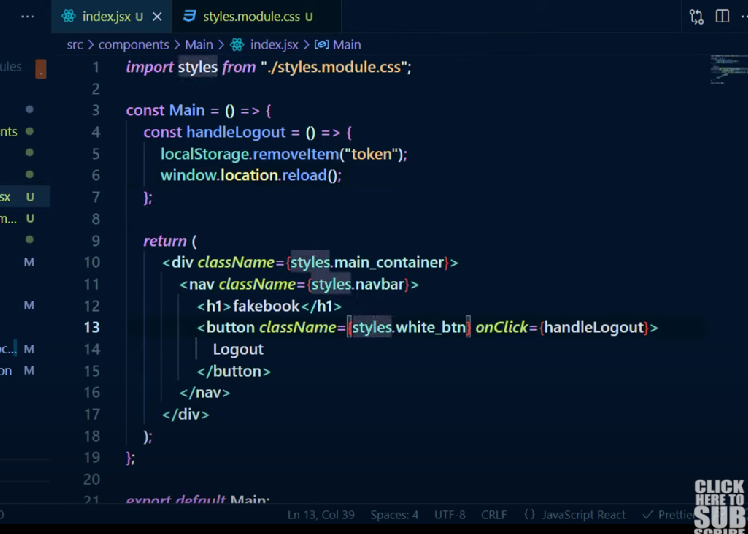 index.jsx U
styles.module.css U
src > components > Main > index.jsx > Main
1 import styles from "./styles.module.css";
2
3 const Main = () => {
4 const handleLogout = () => {
5 localStorage.removeItem("token");
6 window.location.reload();
7 };
8
9 return (
10 <div className={styles.main_container}>
11 <nav className={styles.navbar}>
12 <h1>fakebook</h1>
13 <button className={styles.white_btn} onClick={handleLogout}>
14 Logout
15 </button>
16 </nav>
17 </div>
18 );
19 };
20
21 export default Main;
ules
nts
sx U
m... U
M
M
c... M
on M
Ln 13, Col 39 Spaces: 4 UTF-8 CRLF {} JavaScript React ✓ Prettier
CLICK
HERE TO
SUB
SCRIBE